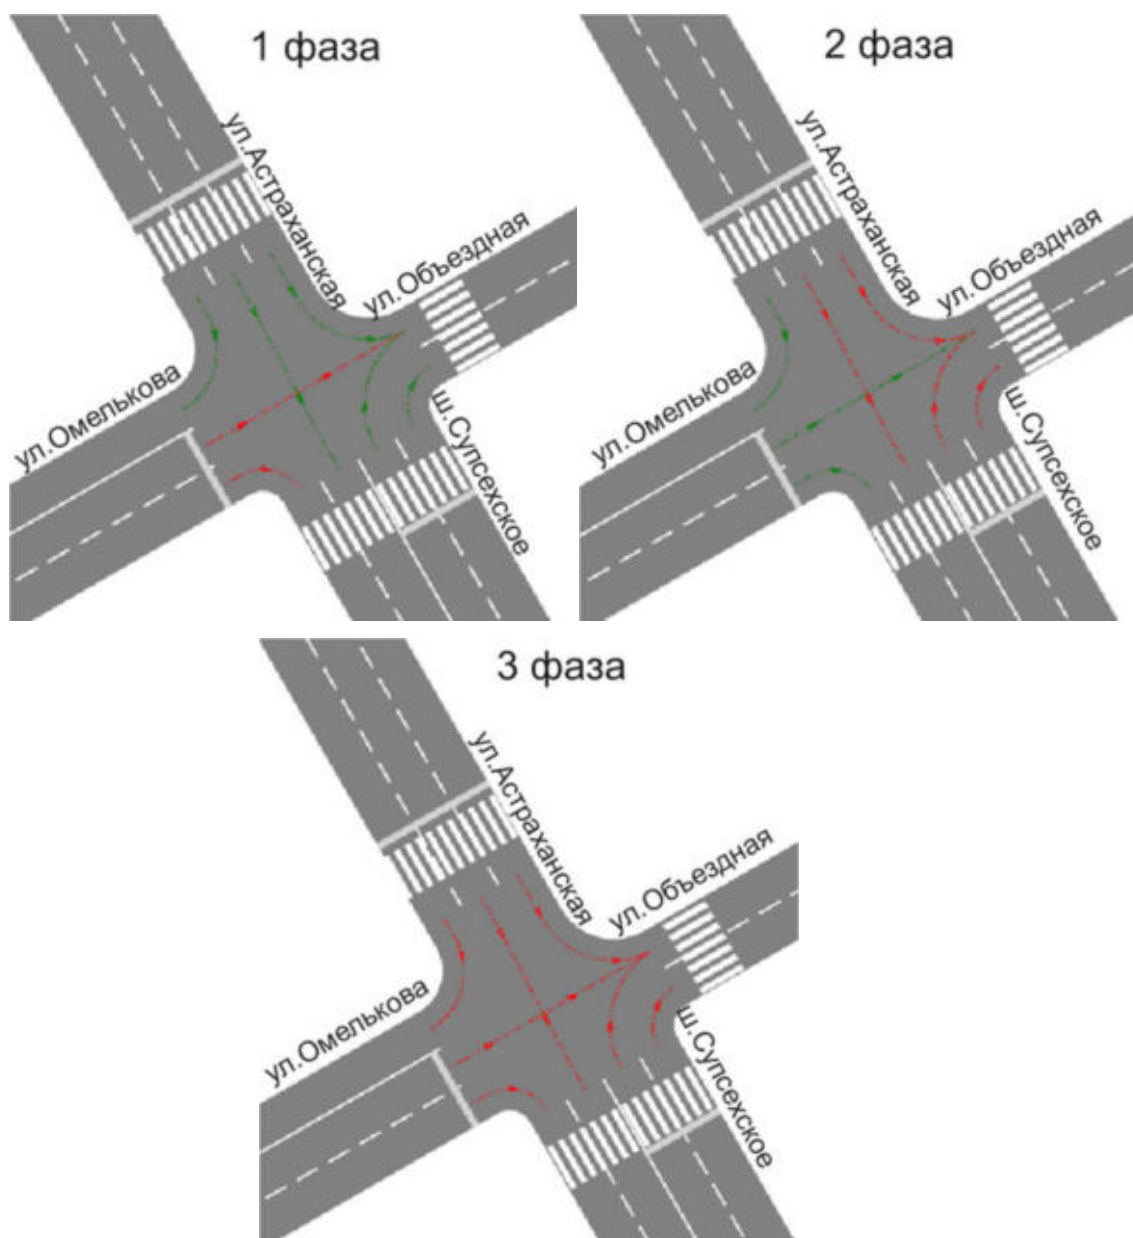 1 фаза
ул.Астраханская
ул.Объездная
ул.Омелькова
ш.Супсехское
2 фаза
ул.Астраханская
ул.Объездная
ул.Омелькова
ш.Супсехское
3 фаза
ул.Астраханская
ул.Объездная
ул.Омелькова
ш.Супсехское